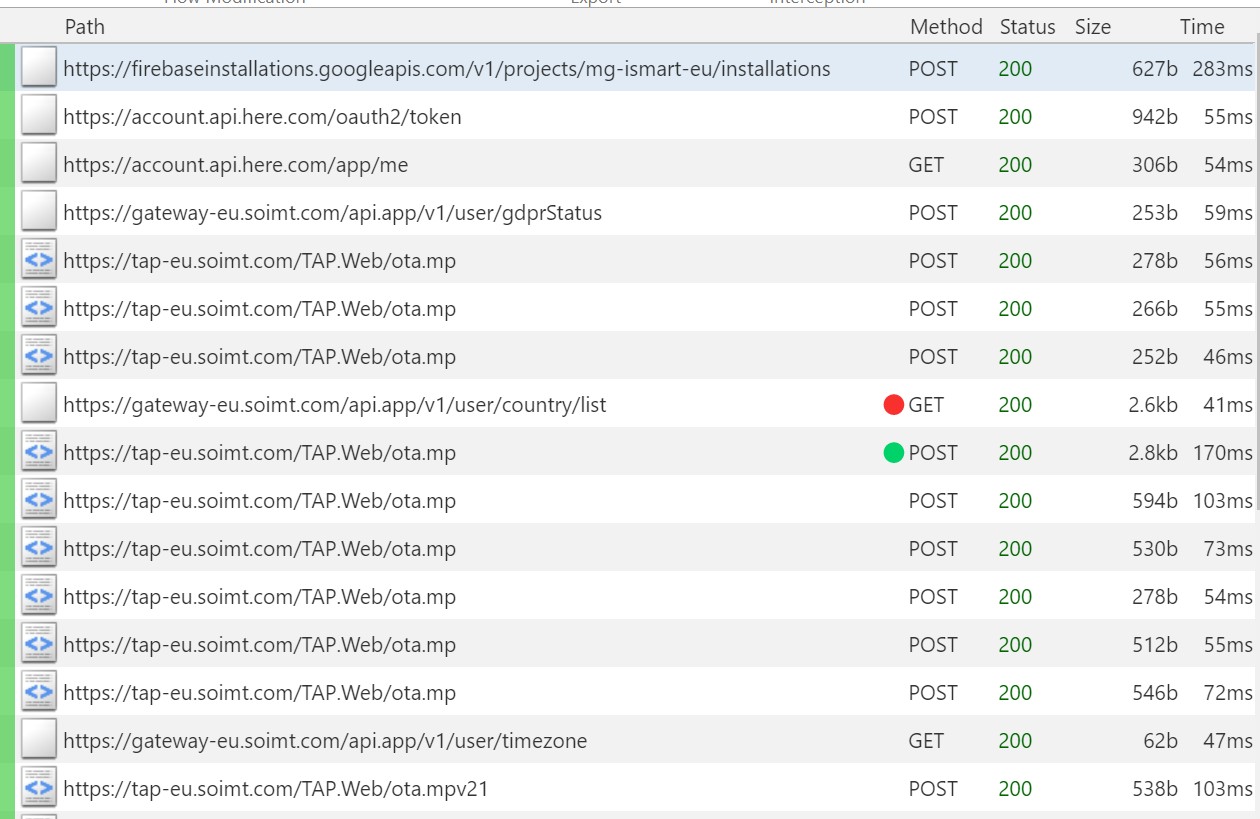 Flow Modification Export Interception
Path Method Status Size Time
https://firebaseinstallations.googleapis.com/v1/projects/mg-ismart-eu/installations POST 200 627b 283ms
https://account.api.here.com/oauth2/token POST 200 942b 55ms
https://account.api.here.com/app/me GET 200 306b 54ms
https://gateway-eu.soimt.com/api.app/v1/user/gdprStatus POST 200 253b 59ms
https://tap-eu.soimt.com/TAP.Web/ota.mp POST 200 278b 56ms
https://tap-eu.soimt.com/TAP.Web/ota.mp POST 200 266b 55ms
https://tap-eu.soimt.com/TAP.Web/ota.mp POST 200 252b 46ms
https://gateway-eu.soimt.com/api.app/v1/user/country/list GET 200 2.6kb 41ms
https://tap-eu.soimt.com/TAP.Web/ota.mp POST 200 2.8kb 170ms
https://tap-eu.soimt.com/TAP.Web/ota.mp POST 200 594b 103ms
https://tap-eu.soimt.com/TAP.Web/ota.mp POST 200 530b 73ms
https://tap-eu.soimt.com/TAP.Web/ota.mp POST 200 278b 54ms
https://tap-eu.soimt.com/TAP.Web/ota.mp POST 200 512b 55ms
https://tap-eu.soimt.com/TAP.Web/ota.mp POST 200 546b 72ms
https://gateway-eu.soimt.com/api.app/v1/user/timezone GET 200 62b 47ms
https://tap-eu.soimt.com/TAP.Web/ota.mpv21 POST 200 538b 103ms